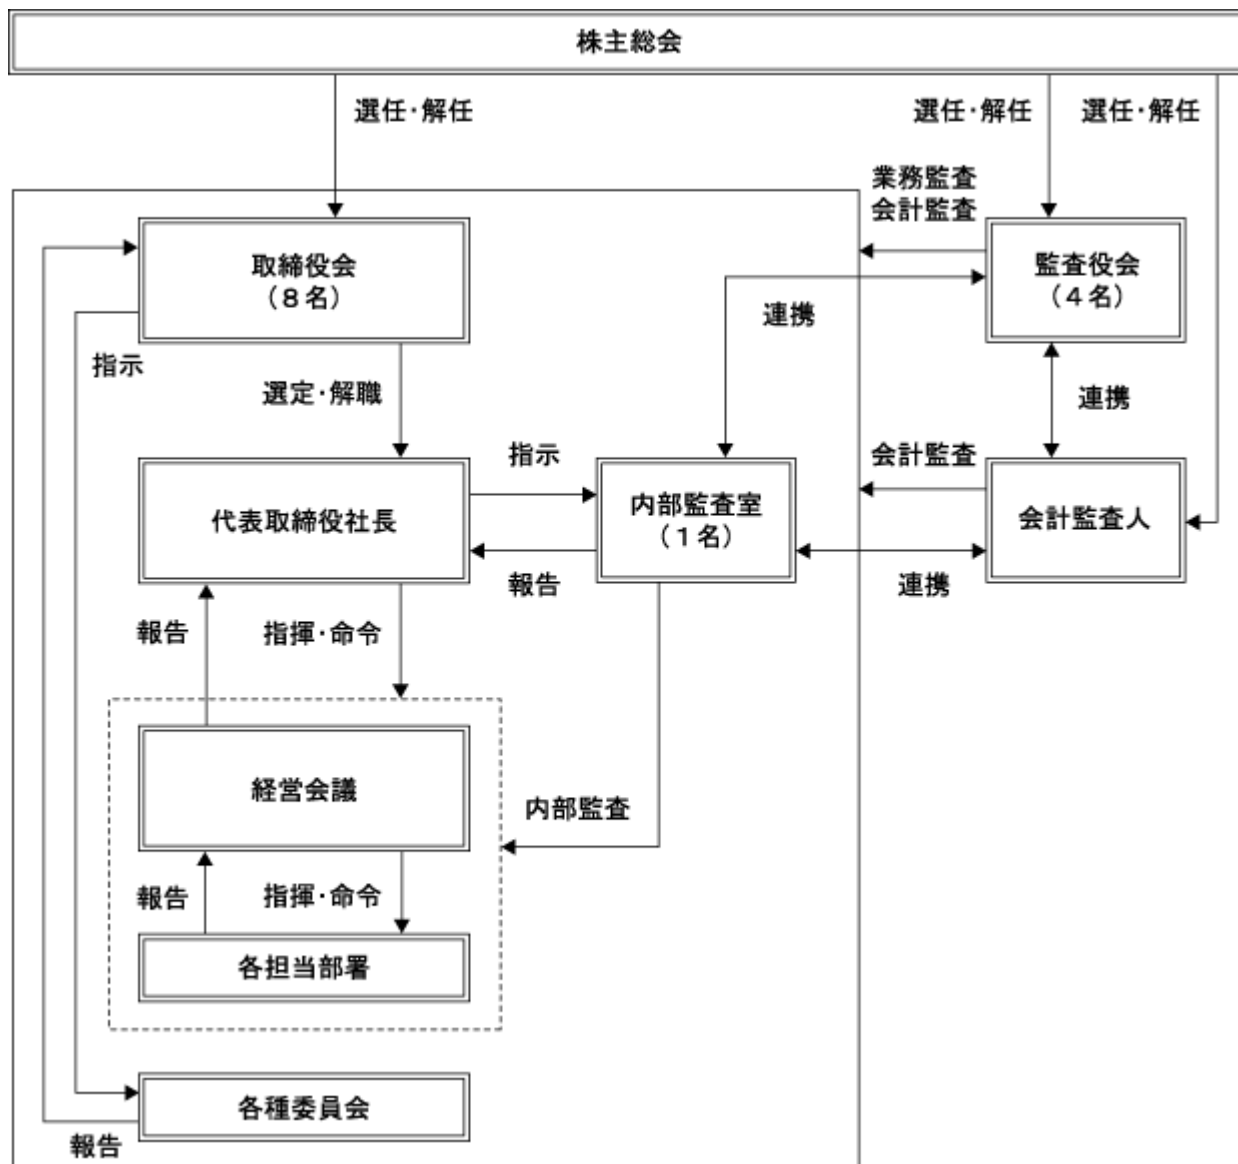 株主総会
選任・解任
選任・解任
選任・解任
業務監査
会計監査
取締役会
（８名）
監査役会
（４名）
連携
指示
選定・解職
連携
指示
会計監査
代表取締役社長
内部監査室
（１名）
会計監査人
報告
連携
報告
指揮・命令
経営会議
内部監査
報告
指揮・命令
各担当部署
各種委員会
報告